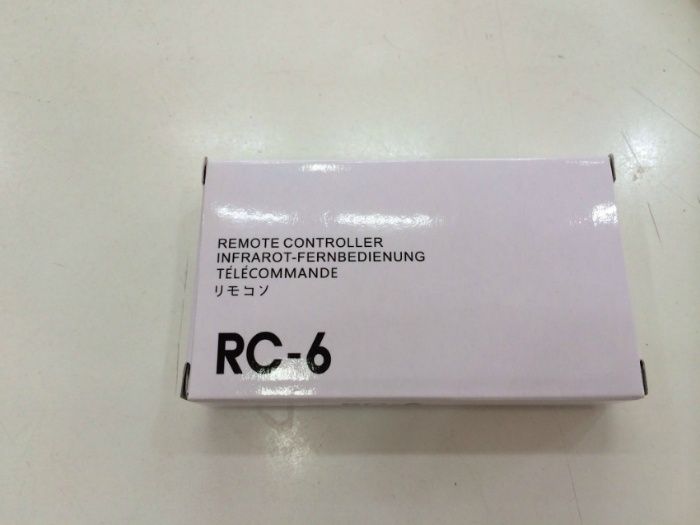 REMOTE CONTROLLER
INFRAROT-FERNBEDIENUNG
TÉLÉCOMMANDE
リモコン
RC-6